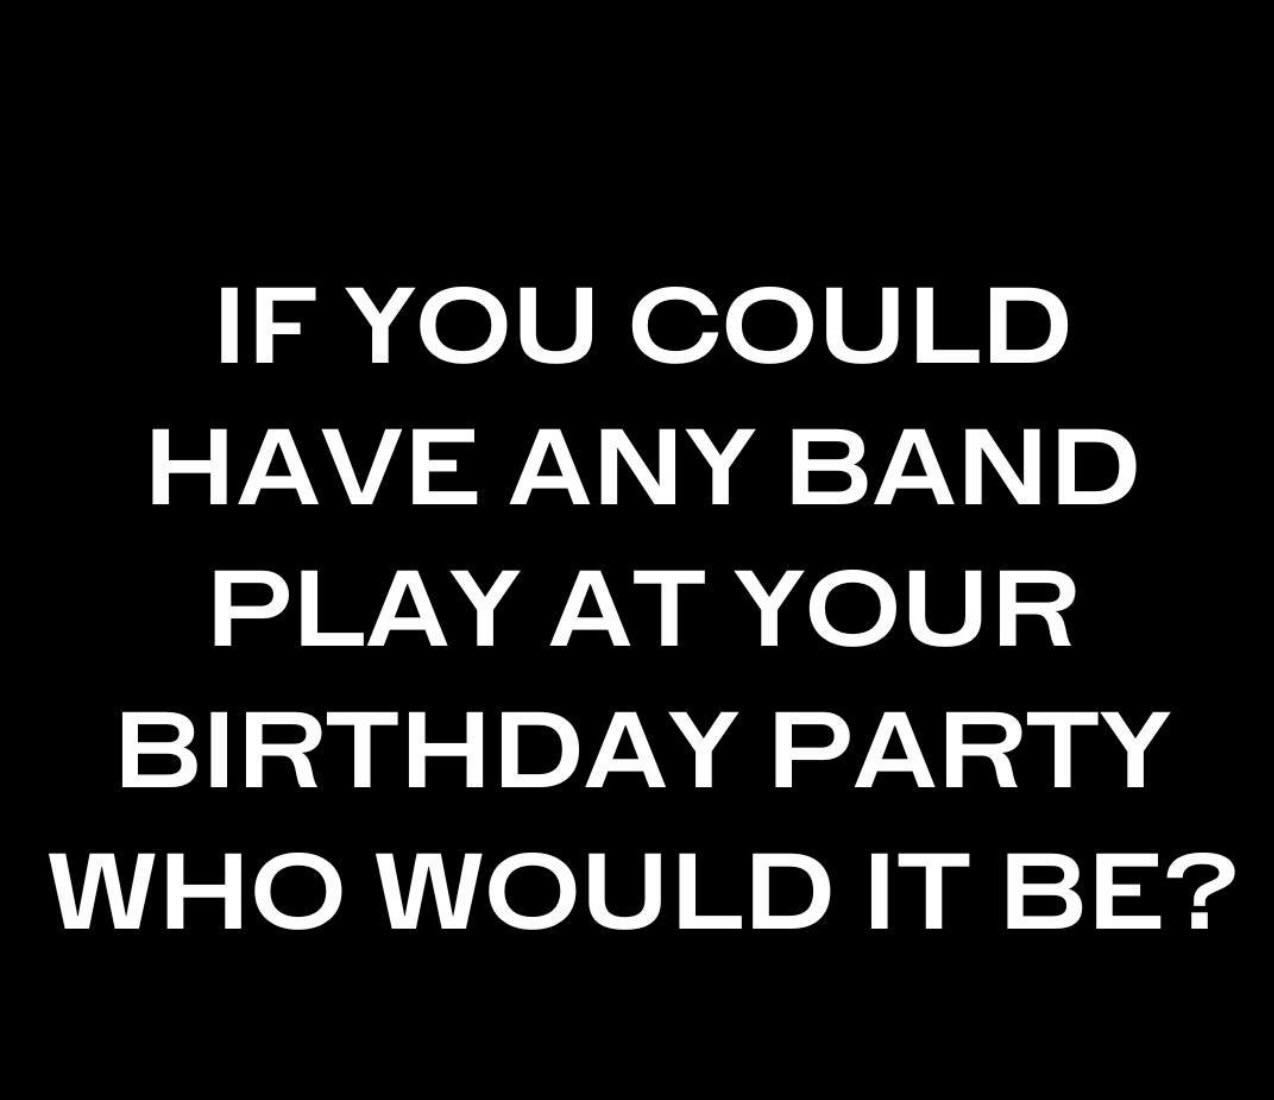 IF YOU COULD
HAVE ANY BAND
PLAY AT YOUR
BIRTHDAY PARTY
WHO WOULD IT BE?